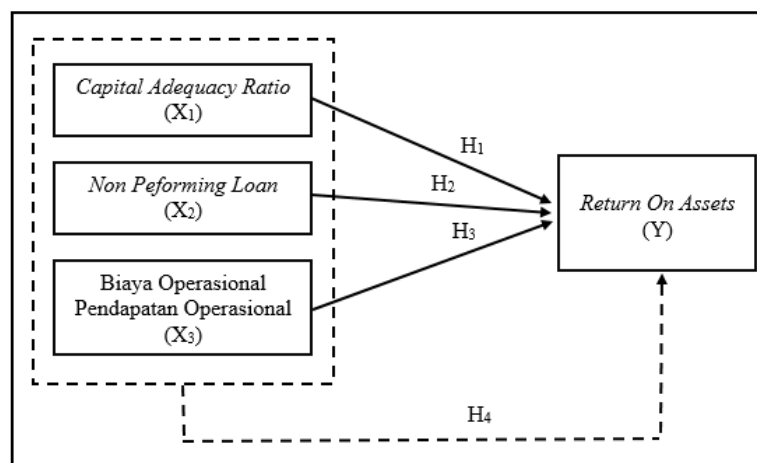 Capital Adequacy Ratio
(X1)
H1
Non Peforming Loan
(X2)
H2
Return On Assets
(Y)
H3
Biaya Operasional
Pendapatan Operasional
(X3)
H4